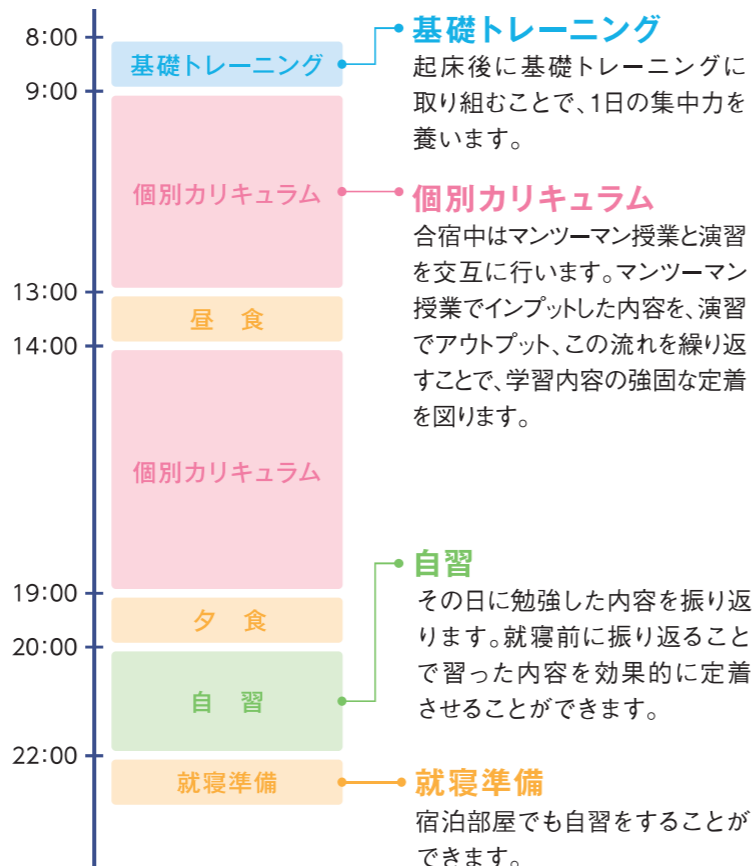 8:00
基礎トレーニング
9:00
個別カリキュラム
13:00
昼 食
14:00
個別カリキュラム
19:00
夕 食
20:00
自 習
22:00
就寝準備
基礎トレーニング
起床後に基礎トレーニングに
取り組むことで、1日の集中力を
養います。
個別カリキュラム
合宿中はマンツーマン授業と演習
を交互に行います。マンツーマン
授業でインプットした内容を、演習
でアウトプット、この流れを繰り返
すことで、学習内容の強固な定着
を図ります。
自習
その日に勉強した内容を振り返
ります。就寝前に振り返ること
で習った内容を効果的に定着
させることができます。
就寝準備
宿泊部屋でも自習をすることが
できます。